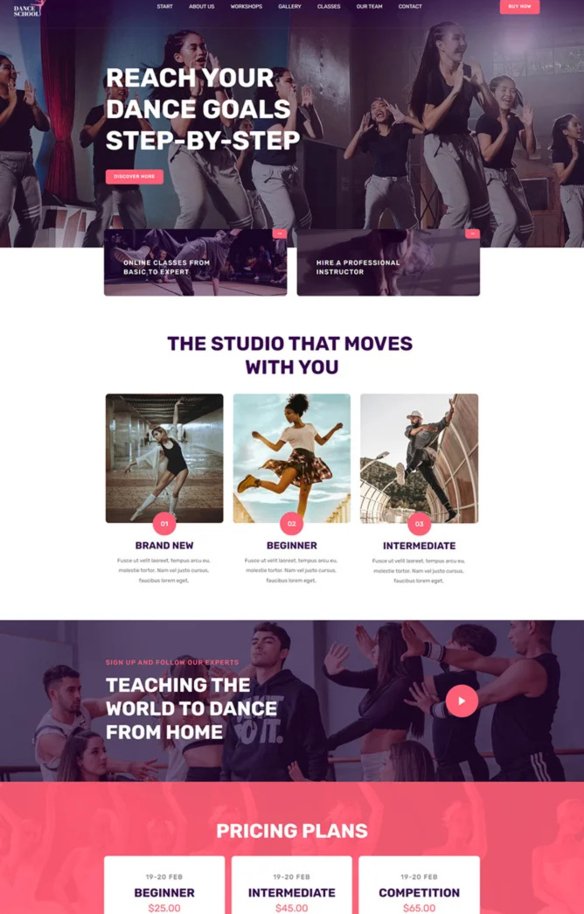 DANCE
SCHOOL
START ABOUT US WORKSHOPS GALLERY CLASSES OUR TEAM CONTACT
BUY NOW
REACH YOUR
DANCE GOALS
STEP-BY-STEP
DISCOVER MORE
ONLINE CLASSES FROM
BASIC TO EXPERT
HIRE A PROFESSIONAL
INSTRUCTOR
THE STUDIO THAT MOVES
WITH YOU
01
BRAND NEW
Fusce ut velit laoreet, tempus arcu eu,
molestie tortor. Nam vel justo cursus,
faucibus lorem eget.
02
BEGINNER
Fusce ut velit laoreet, tempus arcu eu,
molestie tortor. Nam vel justo cursus,
faucibus lorem eget.
03
INTERMEDIATE
Fusce ut velit laoreet, tempus arcu eu,
molestie tortor. Nam vel justo cursus,
faucibus lorem eget.
SIGN UP AND FOLLOW OUR EXPERTS
TEACHING THE
WORLD TO DANCE
FROM HOME
PRICING PLANS
19-20 FEB
BEGINNER
$25.00
19-20 FEB
INTERMEDIATE
$45.00
19-20 FEB
COMPETITION
$65.00